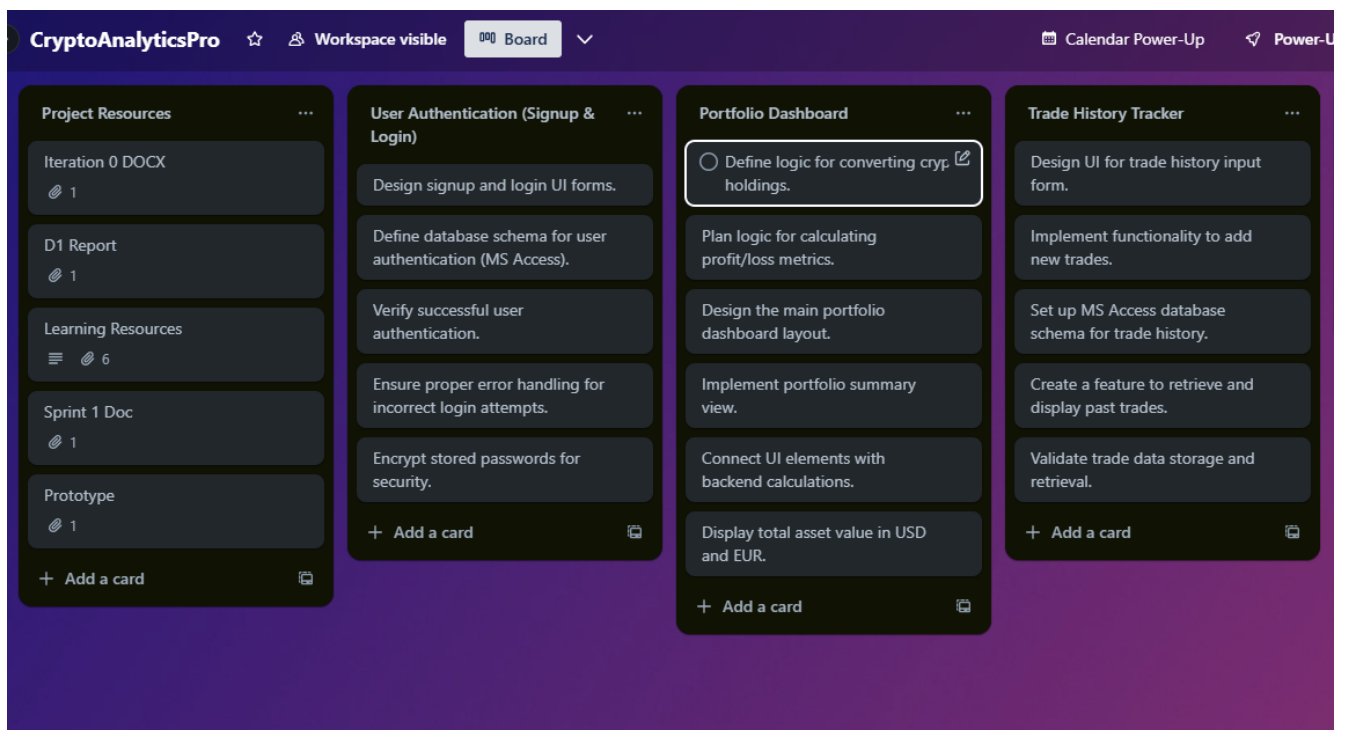 CryptoAnalyticsPro
Workspace visible
Board
Calendar Power-Up
Project Resources
Iteration 0 DOCX
1
D1 Report
1
Learning Resources
6
Sprint 1 Doc
1
Prototype
1
+ Add a card
User Authentication (Signup &
Login)
Design signup and login UI forms.
Define database schema for user
authentication (MS Access).
Verify successful user
authentication.
Ensure proper error handling for
incorrect login attempts.
Encrypt stored passwords for
security.
+ Add a card
Portfolio Dashboard
Define logic for converting
holdings.
Plan logic for calculating
profit/loss metrics.
Design the main portfolio
dashboard layout.
Implement portfolio summary
view.
Connect UI elements with
backend calculations.
Display total asset value in USD
and EUR.
+ Add a card
Trade History Tracker
Design UI for trade history input
form.
Implement functionality to add
new trades.
Set up MS Access database
schema for trade history.
Create a feature to retrieve and
display past trades.
Validate trade data storage and
retrieval.
+ Add a card